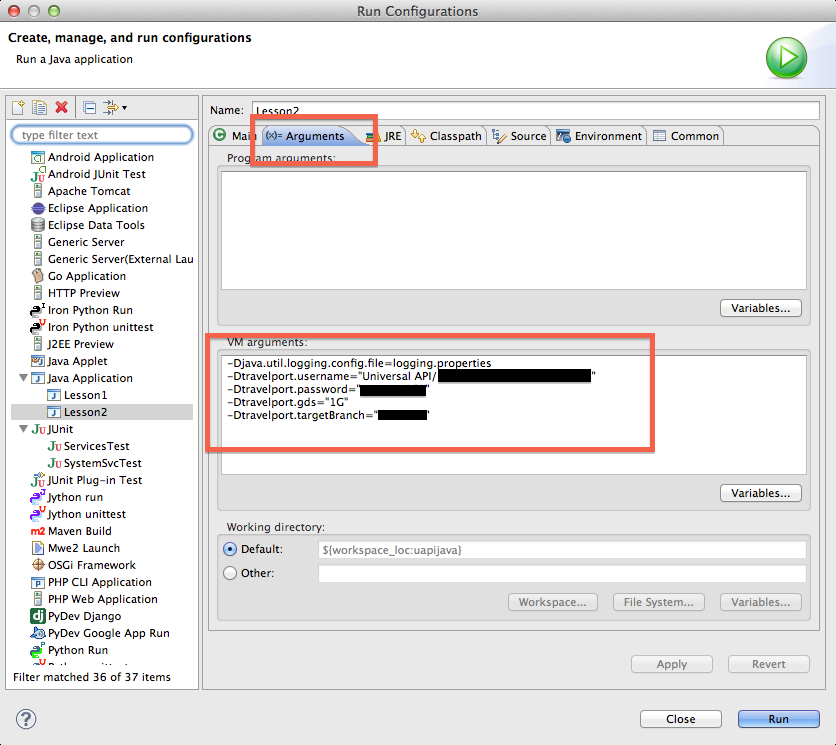 Run Configurations
Create, manage, and run configurations
Run a Java application
type filter text
Android Application
Android JUnit Test
Apache Tomcat
Eclipse Application
Eclipse Data Tools
Generic Server
Generic Server(External Lau
Go Application
HTTP Preview
Iron Python Run
Iron Python unittest
J2EE Preview
Java Applet
Java Application
Lesson1
Lesson2
JUnit
ServicesTest
SystemSvcTest
JUnit Plug-in Test
Jython run
Jython unittest
Maven Build
Mwe2 Launch
OSGi Framework
PHP CLI Application
PHP Web Application
PyDev Django
PyDev Google App Run
Python Run
Python unittest
Filter matched 36 of 37 items
Name: Lesson2
Main (x)= Arguments JRE Classpath Source Environment Common
Program arguments:
Variables...
VM arguments:
-Djava.util.logging.config.file=logging.properties
-Dtravelport.username="Universal API/ "
-Dtravelport.password=" "
-Dtravelport.gds="1G"
-Dtravelport.targetBranch=" "
Variables...
Working directory:
Default: ${workspace_loc:uapijava}
Other:
Workspace... File System... Variables...
Apply Revert
? Close Run